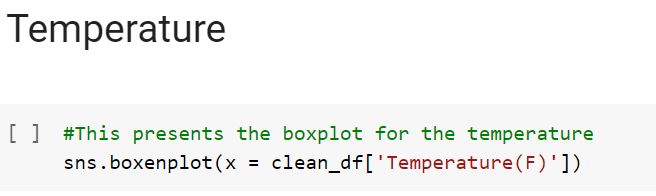 Temperature
[ ] #This presents the boxplot for the temperature
sns.boxenplot(x = clean_df['Temperature(F)'])